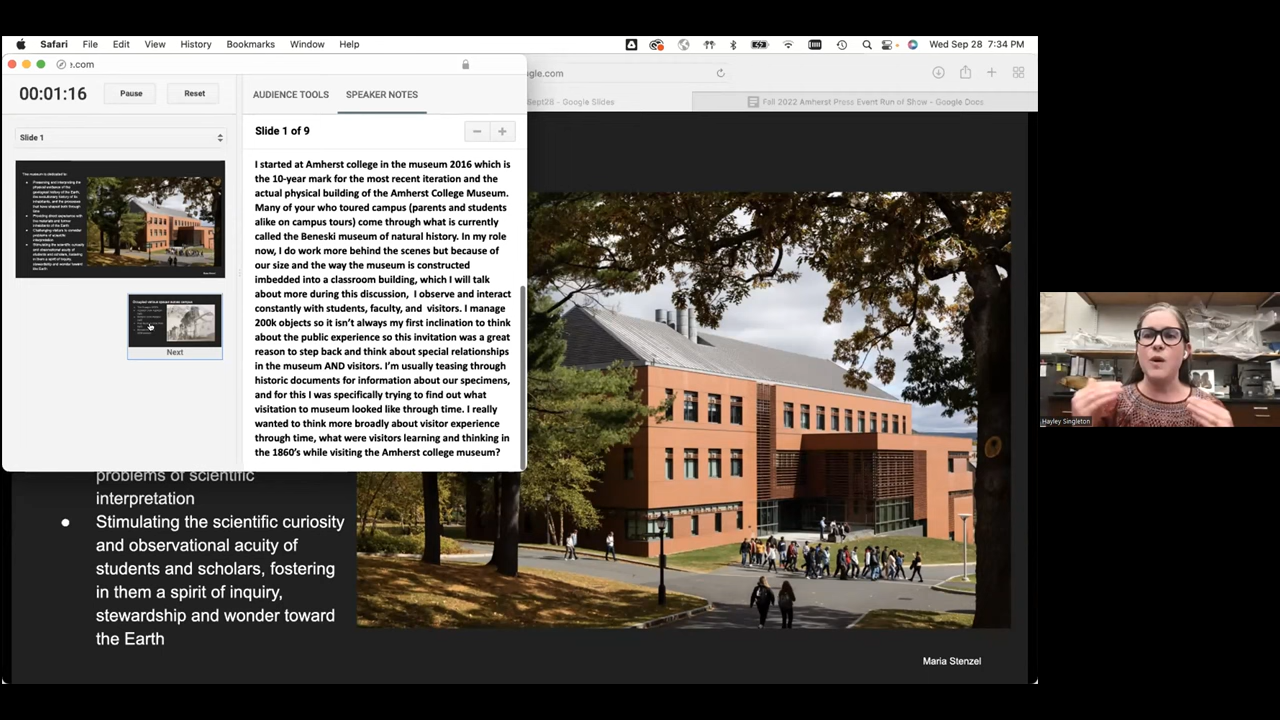 Safari File Edit View History Bookmarks Window Help Wed Sep 28 7:34 PM
e.com
gle.com
00:01:16 Pause Reset
AUDIENCE TOOLS SPEAKER NOTES
Sept28 - Google Slides
Fall 2022 Amherst Press Event Run of Show - Google Docs
Slide 1
Slide 1 of 9
I started at Amherst college in the museum 2016 which is
the 10-year mark for the most recent iteration and the
actual physical building of the Amherst College Museum.
Many of your who toured campus (parents and students
alike on campus tours) come through what is currently
called the Beneski museum of natural history. In my role
now, I do work more behind the scenes but because of
our size and the way the museum is constructed
imbedded into a classroom building, which I will talk
about more during this discussion, I observe and interact
constantly with students, faculty, and visitors. I manage
200k objects so it isn't always my first inclination to think
about the public experience so this invitation was a great
reason to step back and think about special relationships
in the museum AND visitors. I'm usually teasing through
historic documents for information about our specimens,
and for this I was specifically trying to find out what
visitation to museum looked like through time. I really
wanted to think more broadly about visitor experience
through time, what were visitors learning and thinking in
the 1860's while visiting the Amherst college museum?
Next
problems of scientific
interpretation
● Stimulating the scientific curiosity
and observational acuity of
students and scholars, fostering
in them a spirit of inquiry,
stewardship and wonder toward
the Earth
Maria Stenzel
Hayley Singleton